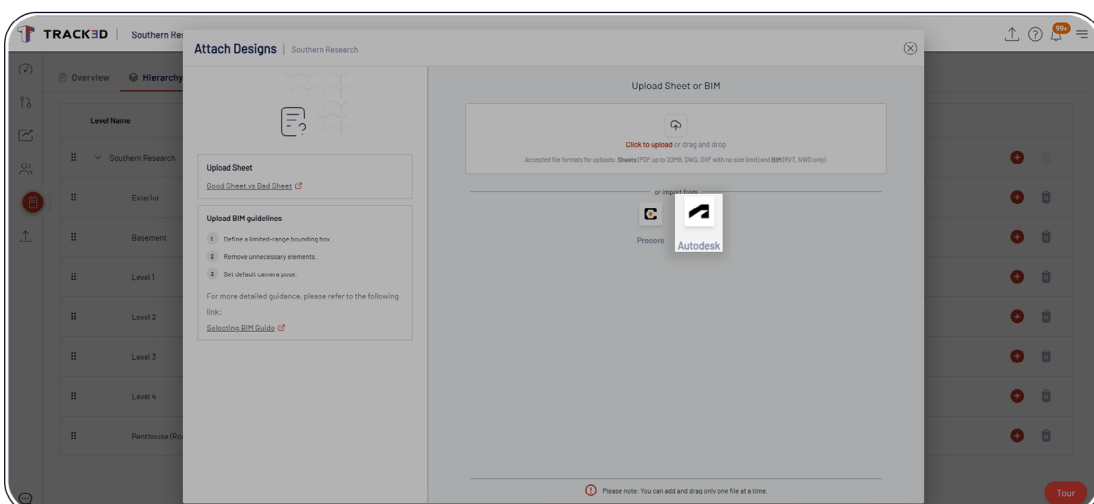 TRACK3D
Southern Re
99+
Attach Designs | Southern Research
Overview
Hierarchy
Level Name
Southern Research
Exterior
Basement
Level 1
Level 2
Level 3
Level 4
Penthouse (Ro
Upload Sheet
Good Sheet vs Bad Sheet
Upload BIM guidelines
1 Define a limited-range bounding box.
2 Remove unnecessary elements.
3 Set default camera pose.
For more detailed guidance, please refer to the following
link:
Selecting BIM Guide
Upload Sheet or BIM
Click to upload or drag and drop
Accepted file formats for uploads: Sheets (PDF up to 20MB, DWG, DXF with no size limit) and BIM (RVT, NWD only).
or import from
Procore
Autodesk
Please note: You can add and drag only one file at a time.
Tour